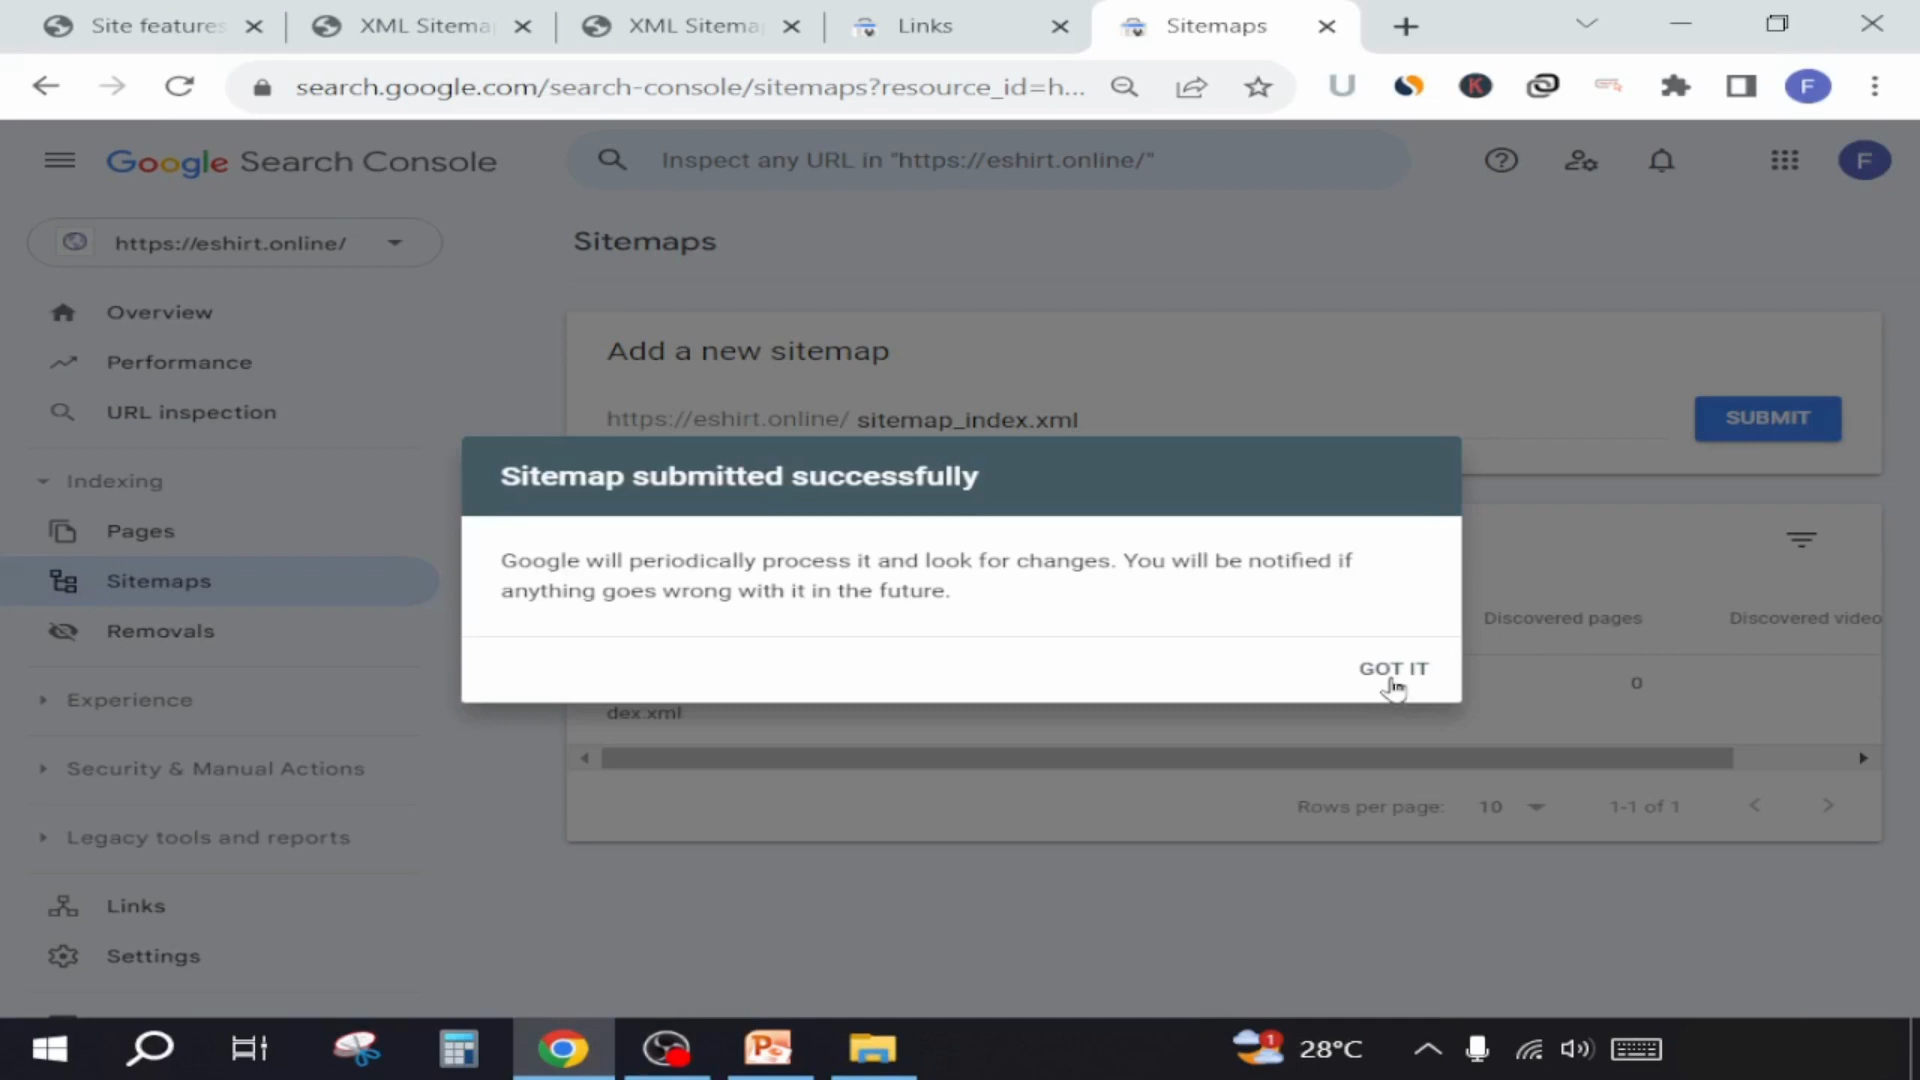 Site features
XML Sitema
XML Sitema
Links
Sitemaps
search.google.com/search-console/sitemaps?resource_id=h...
U
K
F
Google Search Console
Inspect any URL in "https://eshirt.online/"
F
https://eshirt.online/
Sitemaps
Overview
Performance
URL inspection
Indexing
Pages
Sitemaps
Removals
Experience
Security & Manual Actions
Legacy tools and reports
Links
Settings
Add a new sitemap
https://eshirt.online/ sitemap_index.xml
SUBMIT
Sitemap submitted successfully
Google will periodically process it and look for changes. You will be notified if
anything goes wrong with it in the future.
GOT IT
Discovered pages
Discovered video
0
dex.xml
Rows per page: 10
1-1 of 1
1
28°C